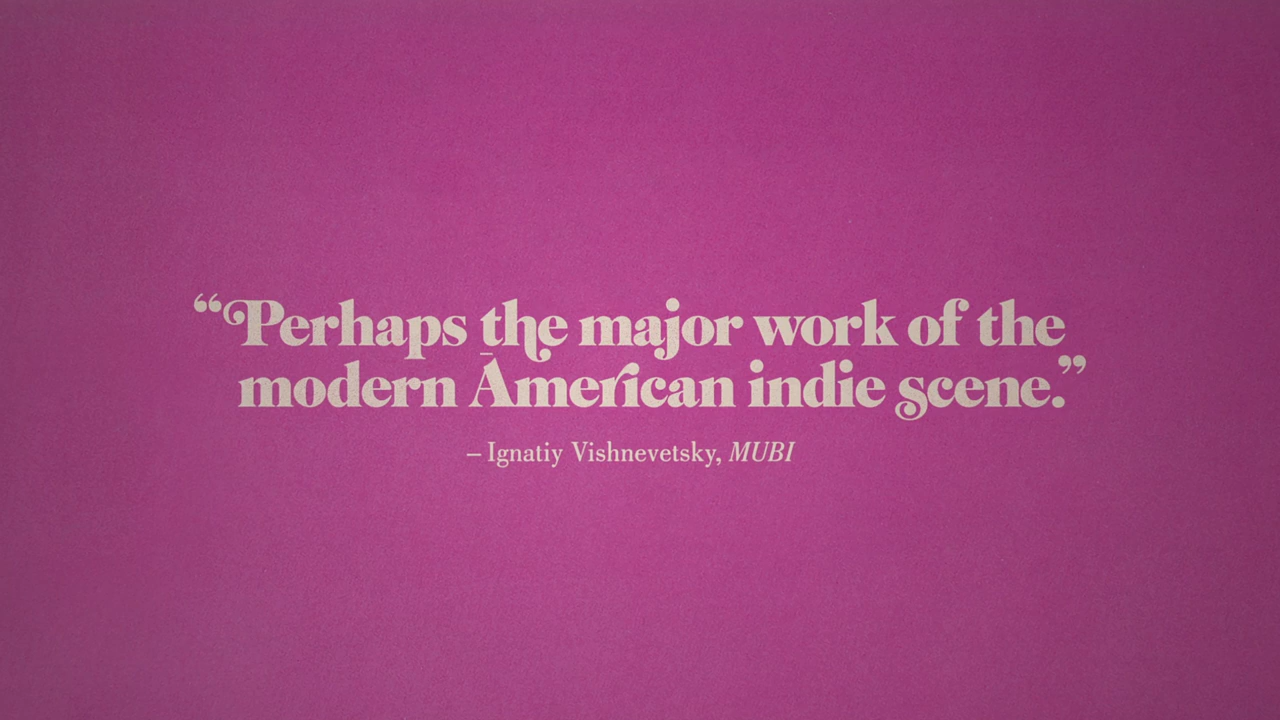 “Perhaps the major work of the
modern American indie scene.”
– Ignatiy Vishnevetsky, MUBI